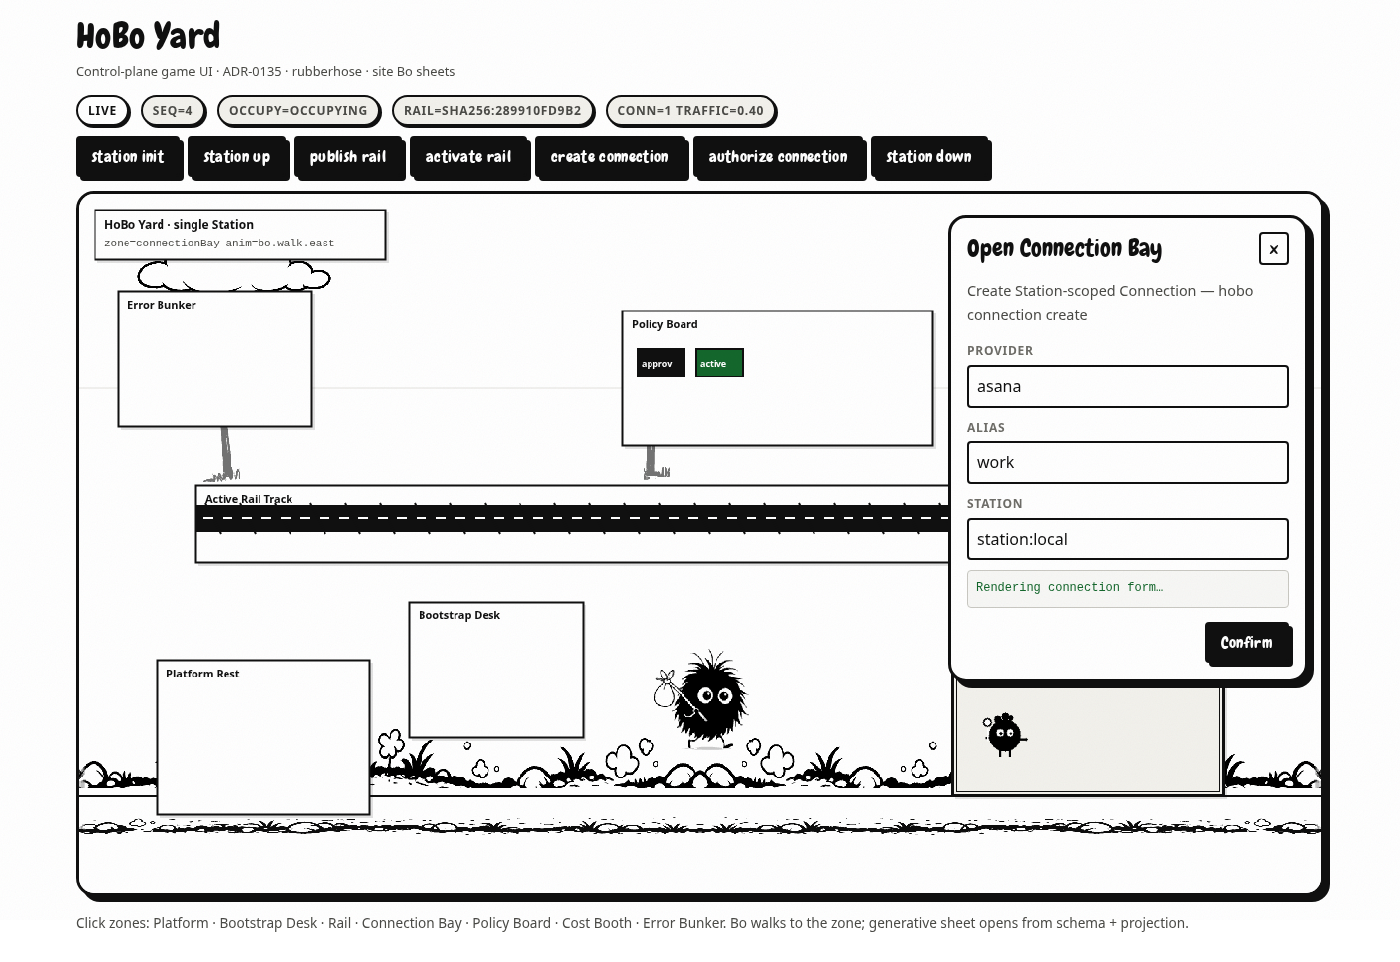 HoBo Yard
Control-plane game UI · ADR-0135 · rubberhose · site Bo sheets
LIVE
SEQ=4
OCCUPY=OCCUPYING
RAIL=SHA256:289910FD9B2
CONN=1 TRAFFIC=0.40
station init
station up
publish rail
activate rail
create connection
authorize connection
station down
HoBo Yard · single Station
zone=connectionBay anim=bo.walk.east
Error Bunker
Policy Board
approv
active
Active Rail Track
Bootstrap Desk
Platform Rest
Open Connection Bay
x
Create Station-scoped Connection — hobo
connection create
PROVIDER
asana
ALIAS
work
STATION
station:local
Rendering connection form…
Confirm
Click zones: Platform · Bootstrap Desk · Rail · Connection Bay · Policy Board · Cost Booth · Error Bunker. Bo walks to the zone; generative sheet opens from schema + projection.